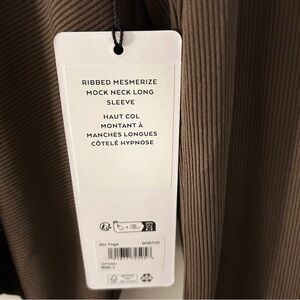 RIBBED MESMERIZE
MOCK NECK LONG
SLEEVE
HAUT COL
MONTANT À
MANCHES LONGUES
CÔTELÉ HYPNOSE
Alo Yoga